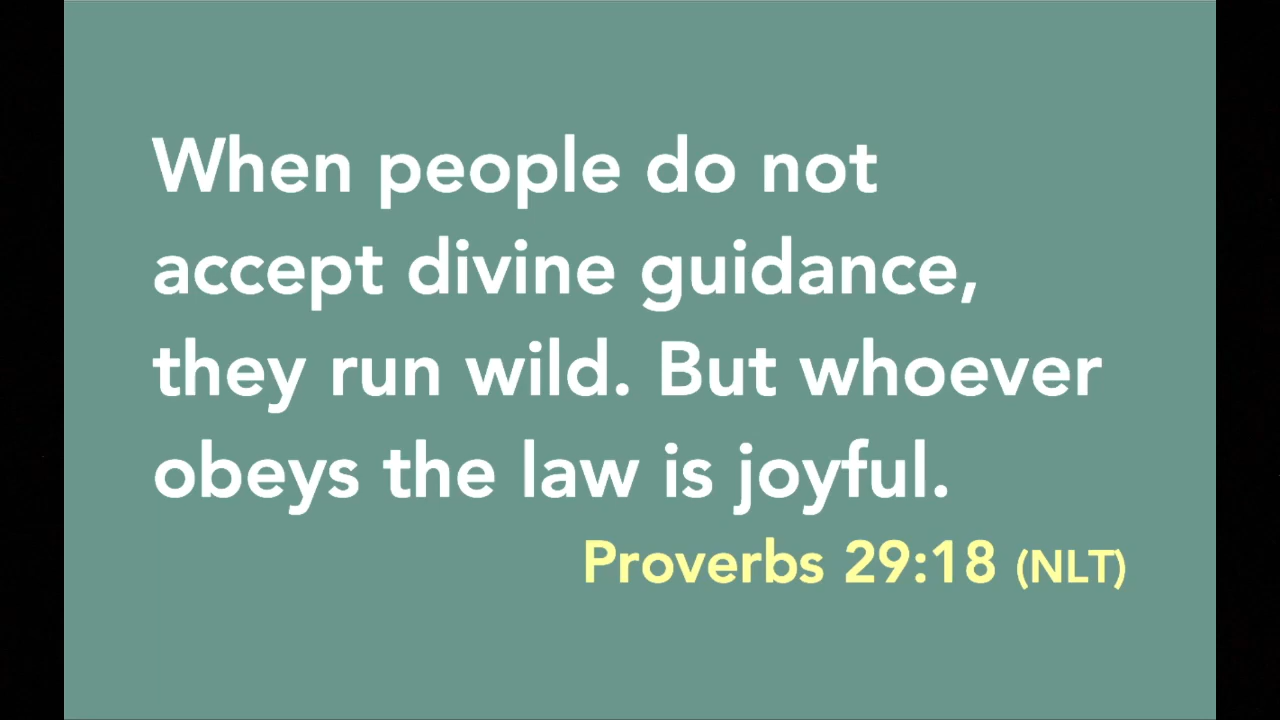 When people do not
accept divine guidance,
they run wild. But whoever
obeys the law is joyful.
Proverbs 29:18 (NLT)